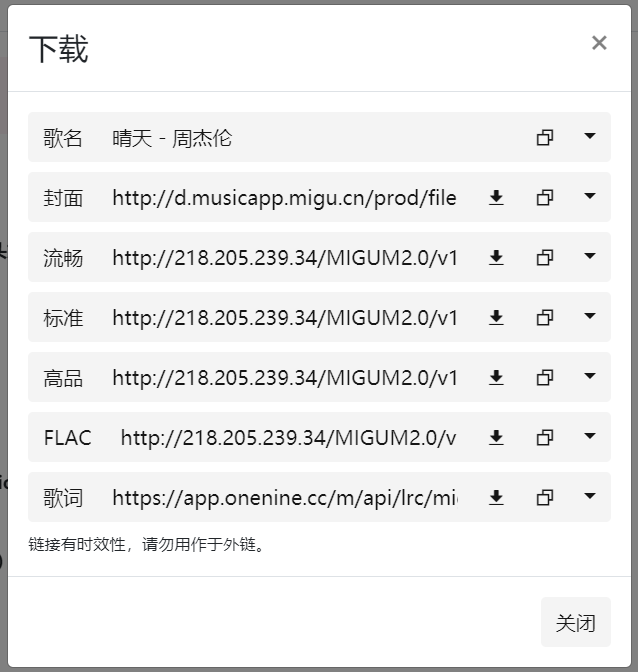 下载
歌名 晴天 - 周杰伦
封面 http://d.musicapp.migu.cn/prod/file
流畅 http://218.205.239.34/MIGUM2.0/v1
标准 http://218.205.239.34/MIGUM2.0/v1
高品 http://218.205.239.34/MIGUM2.0/v1
FLAC http://218.205.239.34/MIGUM2.0/v
歌词 https://app.onenine.cc/m/api/lrc/mi
链接有时效性，请勿用作于外链。
关闭